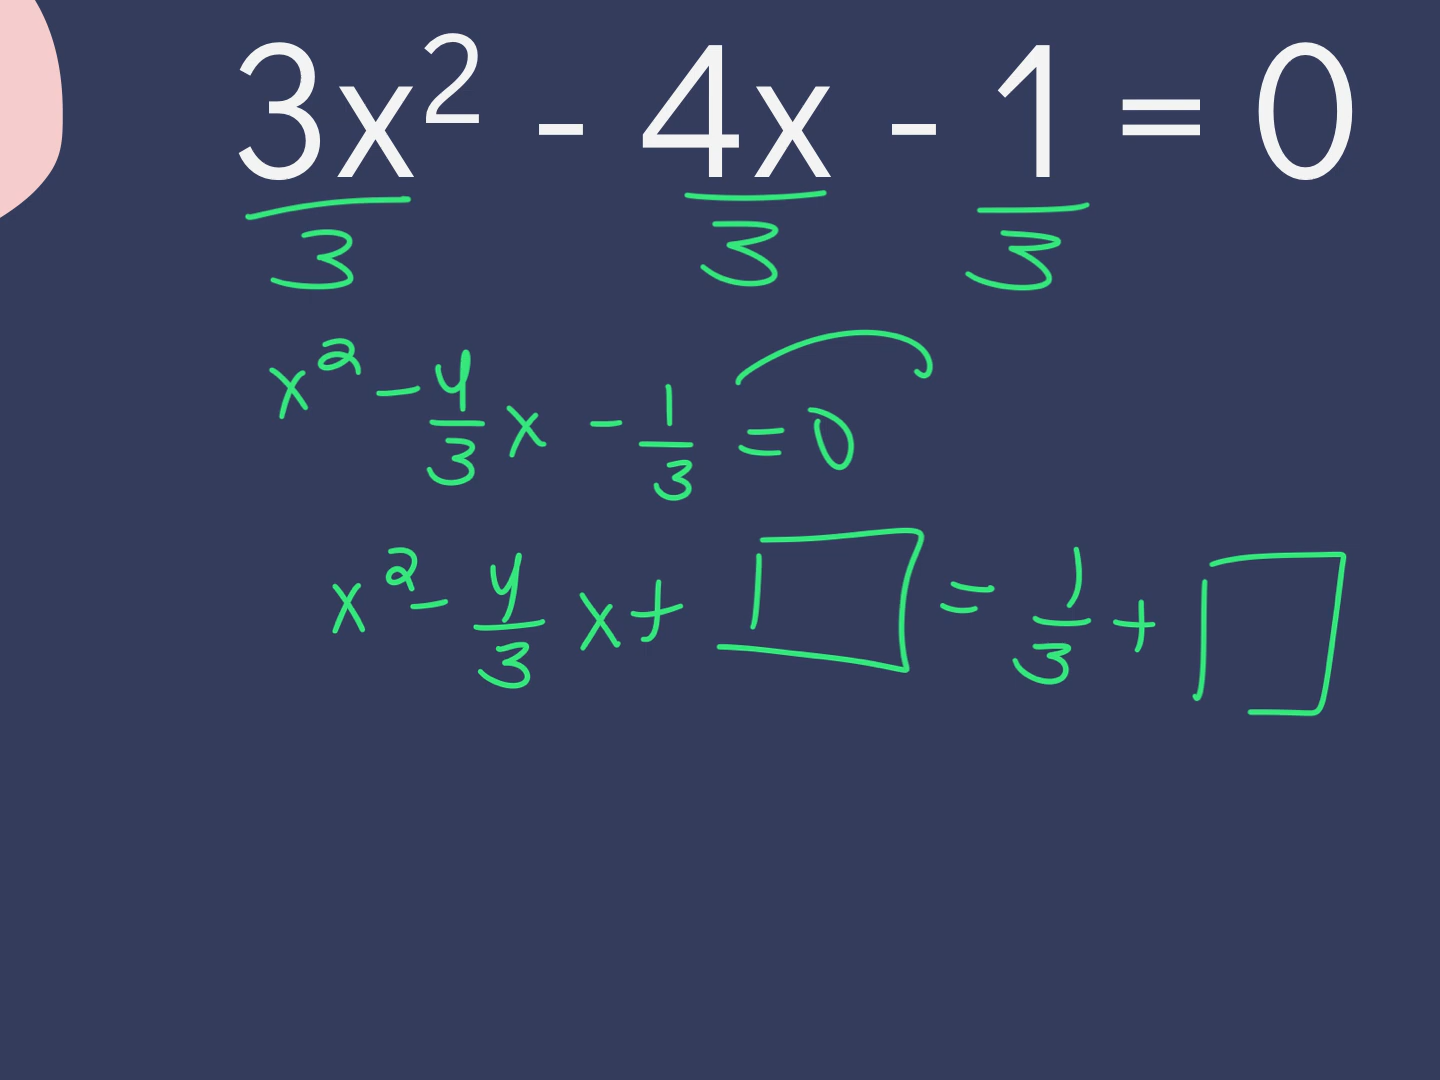 3x² - 4x - 1 = 0
3 3 3
x² - 4/3 x - 1/3 = 0
x² - 4/3 x + □ = 1/3 + □